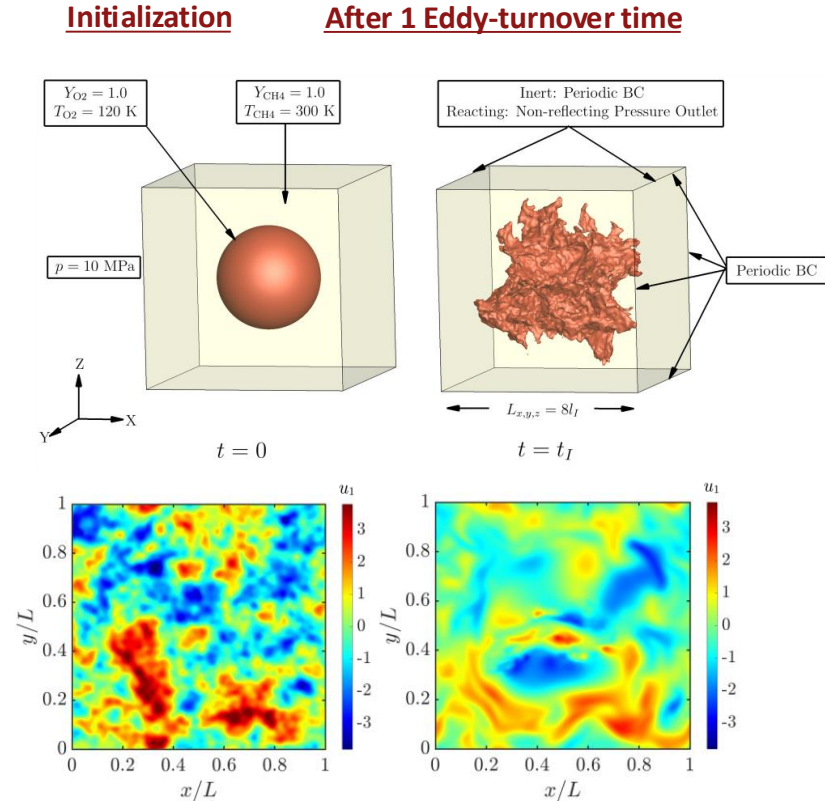 Initialization
After 1 Eddy-turnover time
Y_O2 = 1.0
T_O2 = 120 K
Y_CH4 = 1.0
T_CH4 = 300 K
Inert: Periodic BC
Reacting: Non-reflecting Pressure Outlet
p = 10 MPa
Periodic BC
Z
Y
X
L_x,y,z = 8l_I
t = 0
t = t_I
u_1
1
0.8
0.6
0.4
0.2
0
y/L
0
0.2
0.4
0.6
0.8
1
x/L
3
2
1
0
-1
-2
-3
u_1
1
0.8
0.6
0.4
0.2
0
y/L
0
0.2
0.4
0.6
0.8
1
x/L
3
2
1
0
-1
-2
-3